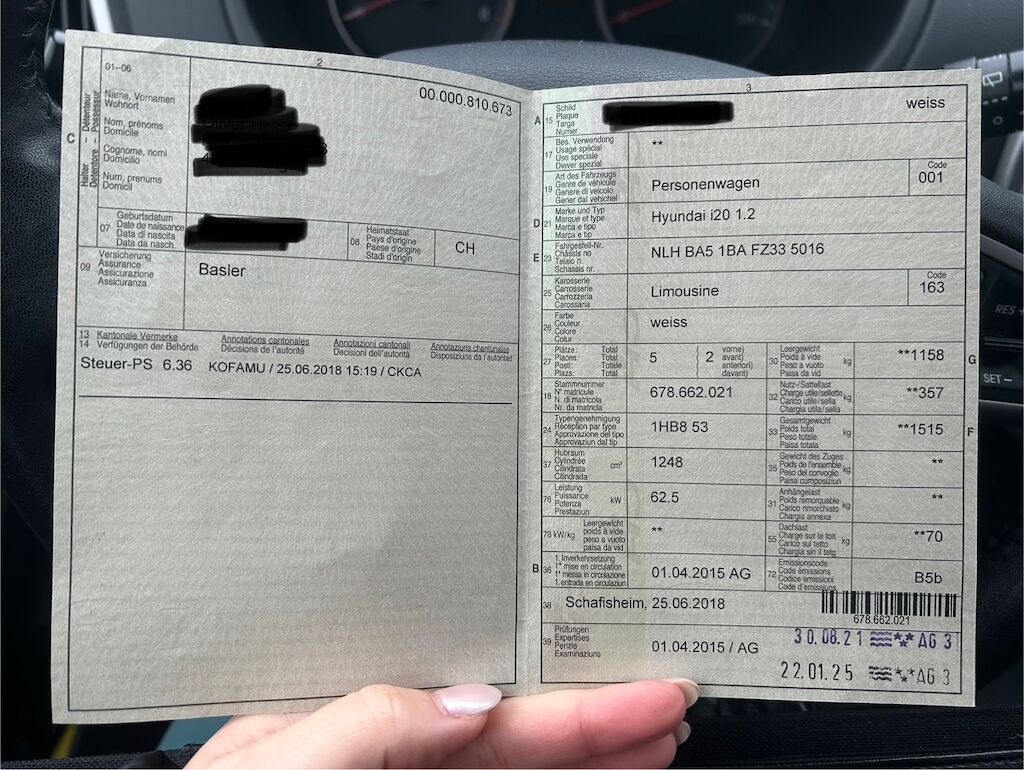 2
01-06
C
Halter – Détenteur
Detentore – Possessur
Name, Vornamen
Wohnort
Nom, prénoms
Domicile
Cognome, nomi
Domicilio
Num, prenums
Domicil
00.000.810.673
07
Geburtsdatum
Date de naissance
Data di nascita
Data da nasch.
08
Heimatstaat
Pays d'origine
Paese d'origine
Stadi d'origin
CH
09
Versicherung
Assurance
Assicurazione
Assicuranza
Basler
13 Kantonale Vermerke Annotations cantonales Annotazioni cantonali Annotaziuns chantunalas
14 Verfügungen der Behörde Décisions de l'autorité Decisioni dell'autorità Disposiziuns da l'autoritad
Steuer-PS 6.36 KOFAMU / 25.06.2018 15:19 / CKCA
3
A 15
Schild
Plaque
Targa
Numer
weiss
17
Bes. Verwendung
Usage spécial
Uso speciale
Diever spezial
**
19
Art des Fahrzeugs
Genre de véhicule
Genere di veicolo
Gener dal vehichel
Personenwagen
Code
001
D 21
Marke und Typ
Marque et type
Marca e tipo
Marca e tip
Hyundai i20 1.2
E 23
Fahrgestell-Nr.
Châssis no
Telaio n.
Schassis nr.
NLH BA5 1BA FZ33 5016
25
Karosserie
Carrosserie
Carrozzeria
Carossaria
Limousine
Code
163
26
Farbe
Couleur
Colore
Colur
weiss
27
Plätze: Total
Places: Total
Posti: Totale
Plazs: Total
5
( 2 vorne)
avant)
anteriori)
davant)
30
Leergewicht
Poids à vide
Peso a vuoto
Paisa da vid
kg
**1158
G
18
Stammnummer
N° matricule
N. di matricola
Nr. da matricla
678.662.021
32
Nutz-/Sattellast
Charge utile/sellette
Carico utile/sella
Chargia utila/sella
kg
**357
24
Typengenehmigung
Réception par type
Approvazione del tipo
Approvaziun dal tip
1HB8 53
33
Gesamtgewicht
Poids total
Peso totale
Paisa totala
kg
**1515
F
37
Hubraum
Cylindrée
Cilindrata
Cilindrada
cm³
1248
35
Gewicht des Zuges
Poids de l'ensemble
Peso del convoglio
Paisa cumposiziun
kg
**
76
Leistung
Puissance
Potenza
Prestaziun
kW
62.5
31
Anhängelast
Poids remorquable
Carico rimorchiato
Chargia annexa
kg
**
78 kW/kg
Leergewicht
poids à vide
peso a vuoto
paisa da vid
**
55
Dachlast
Charge sur le toit
Carico sul tetto
Chargia sin il tetg
kg
**70
B 36
1. Inverkehrsetzung
1re mise en circulation
1a messa in circolazione
1. entrada en circulaziun
01.04.2015 AG
72
Emissionscode
Code émissions
Codice emissioni
Code d'emissiuns
B5b
38
Schafisheim, 25.06.2018
678.662.021
39
Prüfungen
Expertises
Perizie
Examinaziuns
01.04.2015 / AG
30.08.21 AG 3
22.01.25 AG 3
RES +
SET –